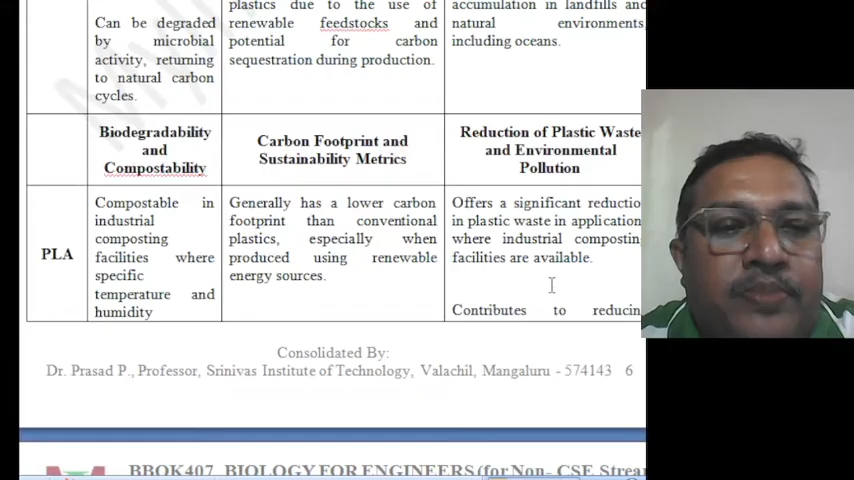 plastics due to the use of
renewable feedstocks and
potential for carbon
sequestration during production.
accumulation in landfills and
natural environments,
including oceans.
Can be degraded
by microbial
activity, returning
to natural carbon
cycles.
Biodegradability
and
Compostability
Carbon Footprint and
Sustainability Metrics
Reduction of Plastic Waste
and Environmental
Pollution
PLA
Compostable in
industrial
composting
facilities where
specific
temperature and
humidity
Generally has a lower carbon
footprint than conventional
plastics, especially when
produced using renewable
energy sources.
Offers a significant reductio
in plastic waste in application
where industrial compostin
facilities are available.
Contributes to reducin
Consolidated By:
Dr. Prasad P., Professor, Srinivas Institute of Technology, Valachil, Mangaluru - 574143 6
BBOK407, BIOLOGY FOR ENGINEERS (for Non- CSE Strea